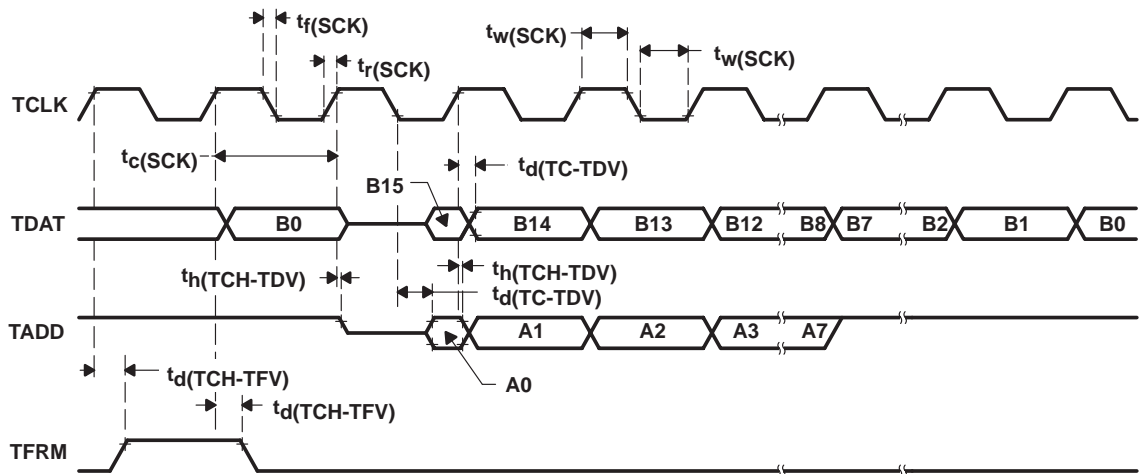 tf(SCK)
tw(SCK)
tw(SCK)
tr(SCK)
TCLK
tc(SCK)
td(TC-TDV)
B15
TDAT
B0
B14
B13
B12
B8
B7
B2
B1
B0
th(TCH-TDV)
th(TCH-TDV)
td(TC-TDV)
TADD
A1
A2
A3
A7
A0
td(TCH-TFV)
td(TCH-TFV)
TFRM